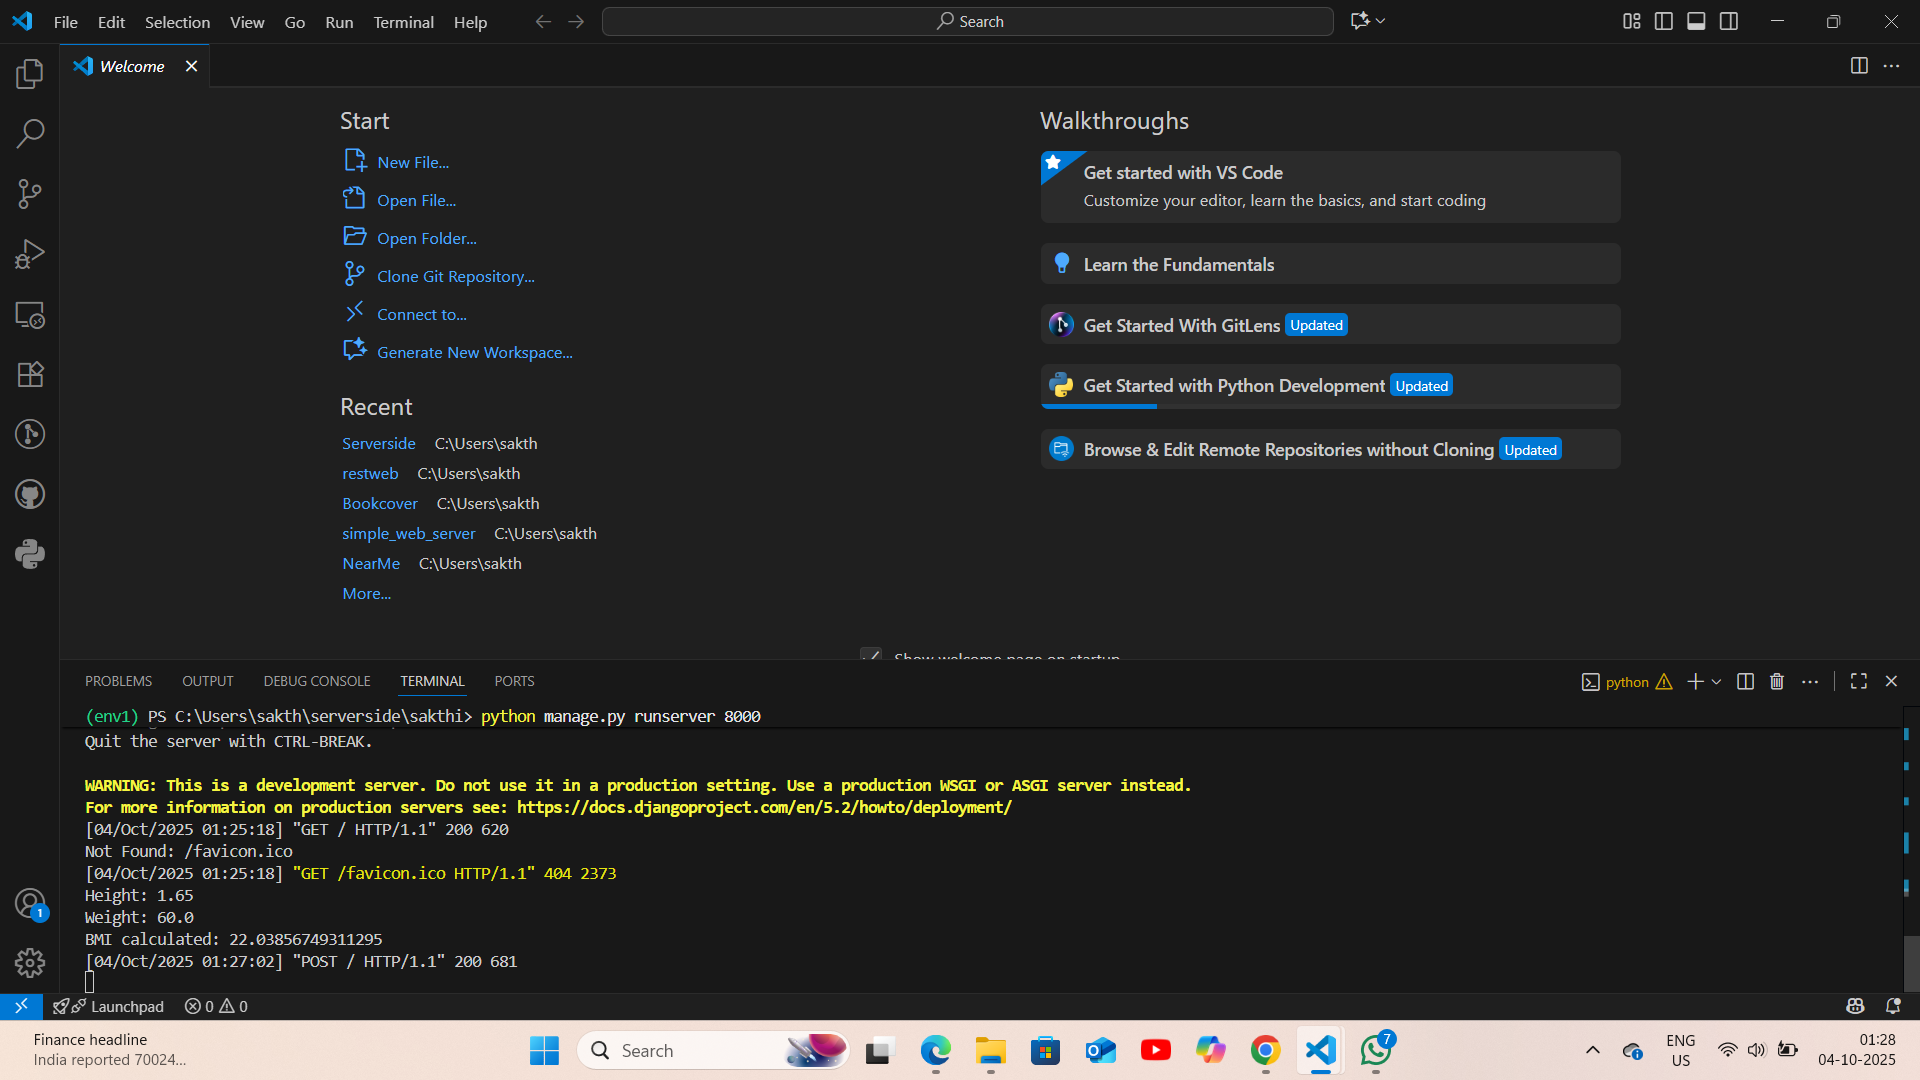 File Edit Selection View Go Run Terminal Help
Search
Welcome
Start
New File...
Open File...
Open Folder...
Clone Git Repository...
Connect to...
Generate New Workspace...
Recent
Serverside C:\Users\sakth
restweb C:\Users\sakth
Bookcover C:\Users\sakth
simple_web_server C:\Users\sakth
NearMe C:\Users\sakth
More...
Walkthroughs
Get started with VS Code
Customize your editor, learn the basics, and start coding
Learn the Fundamentals
Get Started With GitLens Updated
Get Started with Python Development Updated
Browse & Edit Remote Repositories without Cloning Updated
Show welcome page on startup
PROBLEMS OUTPUT DEBUG CONSOLE TERMINAL PORTS
python
(env1) PS C:\Users\sakth\serverside\sakthi> python manage.py runserver 8000
Quit the server with CTRL-BREAK.
WARNING: This is a development server. Do not use it in a production setting. Use a production WSGI or ASGI server instead.
For more information on production servers see: https://docs.djangoproject.com/en/5.2/howto/deployment/
[04/Oct/2025 01:25:18] "GET / HTTP/1.1" 200 620
Not Found: /favicon.ico
[04/Oct/2025 01:25:18] "GET /favicon.ico HTTP/1.1" 404 2373
Height: 1.65
Weight: 60.0
BMI calculated: 22.03856749311295
[04/Oct/2025 01:27:02] "POST / HTTP/1.1" 200 681
1
Launchpad 0 0
Finance headline
India reported 70024...
Search
7
ENG
US
01:28
04-10-2025